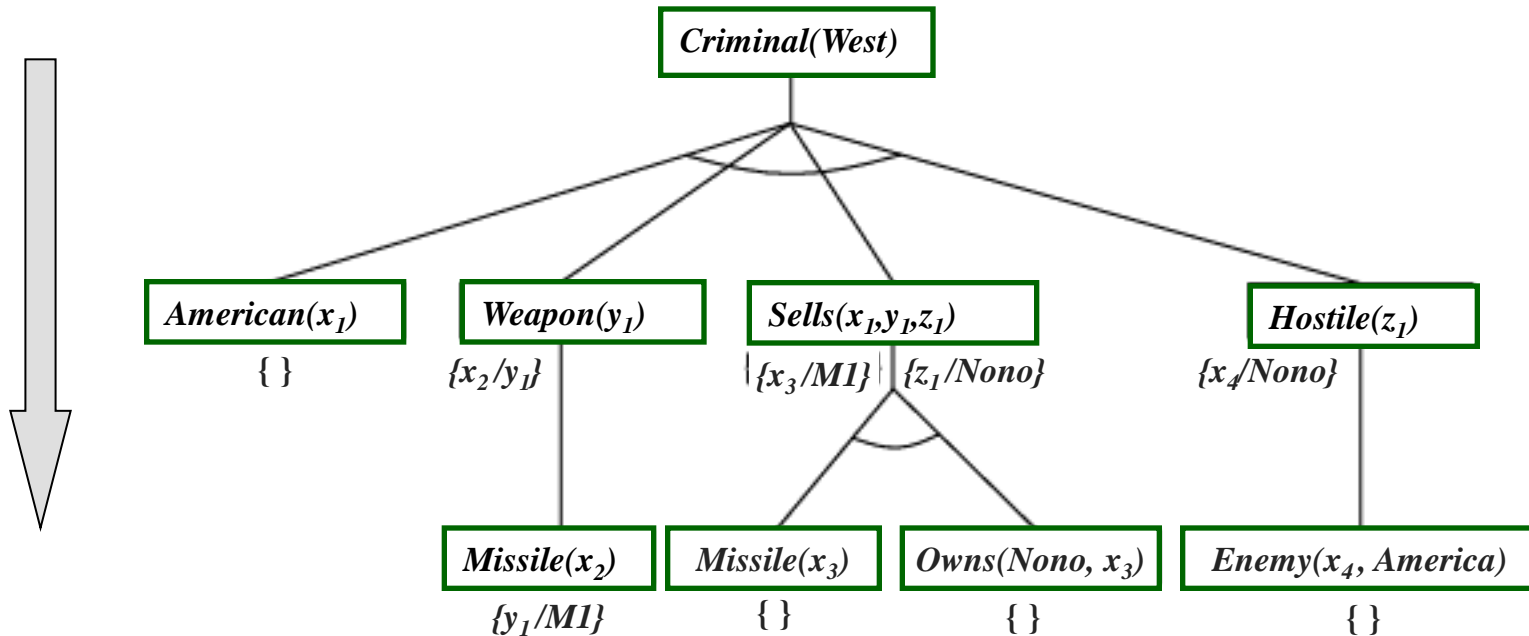 Criminal(West)
American(x₁) Weapon(y₁) Sells(x₁,y₁,z₁) Hostile(z₁)
{ } {x₂/y₁} {x₃/M1} {z₁/Nono} {x₄/Nono}
Missile(x₂) Missile(x₃) Owns(Nono, x₃) Enemy(x₄, America)
{y₁/M1} { } { } { }